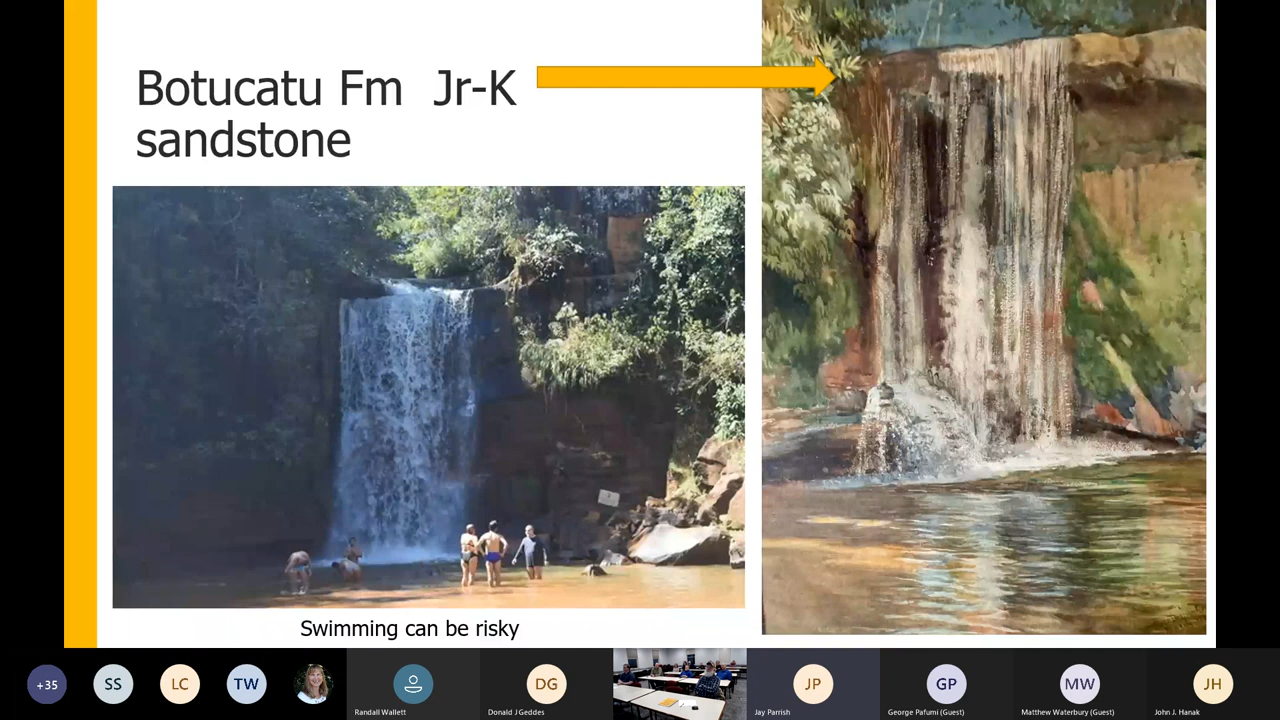 Botucatu Fm  Jr-K
sandstone
Swimming can be risky
+35
SS
LC
TW
Randall Wallett
DG
Donald J Geddes
JP
Jay Parrish
GP
George Pafumi (Guest)
MW
Matthew Waterbury (Guest)
JH
John J. Hanak